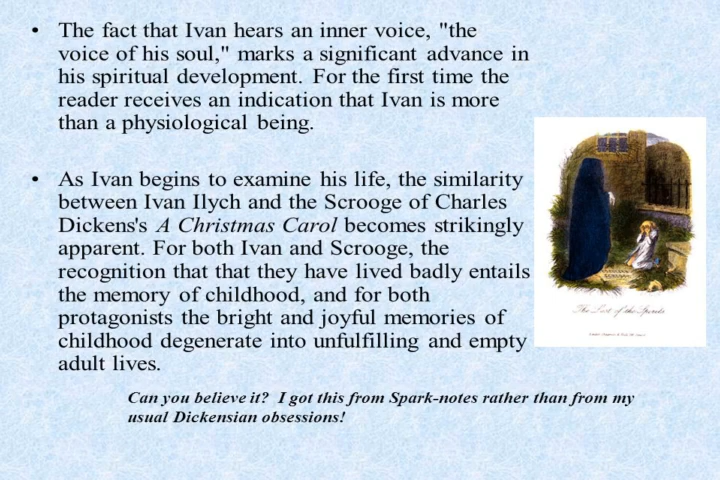 • The fact that Ivan hears an inner voice, "the
voice of his soul," marks a significant advance in
his spiritual development. For the first time the
reader receives an indication that Ivan is more
than a physiological being.
• As Ivan begins to examine his life, the similarity
between Ivan Ilych and the Scrooge of Charles
Dickens's A Christmas Carol becomes strikingly
apparent. For both Ivan and Scrooge, the
recognition that that they have lived badly entails
the memory of childhood, and for both
protagonists the bright and joyful memories of
childhood degenerate into unfulfilling and empty
adult lives.
The Last of the Spirits
Can you believe it? I got this from Spark-notes rather than from my
usual Dickensian obsessions!